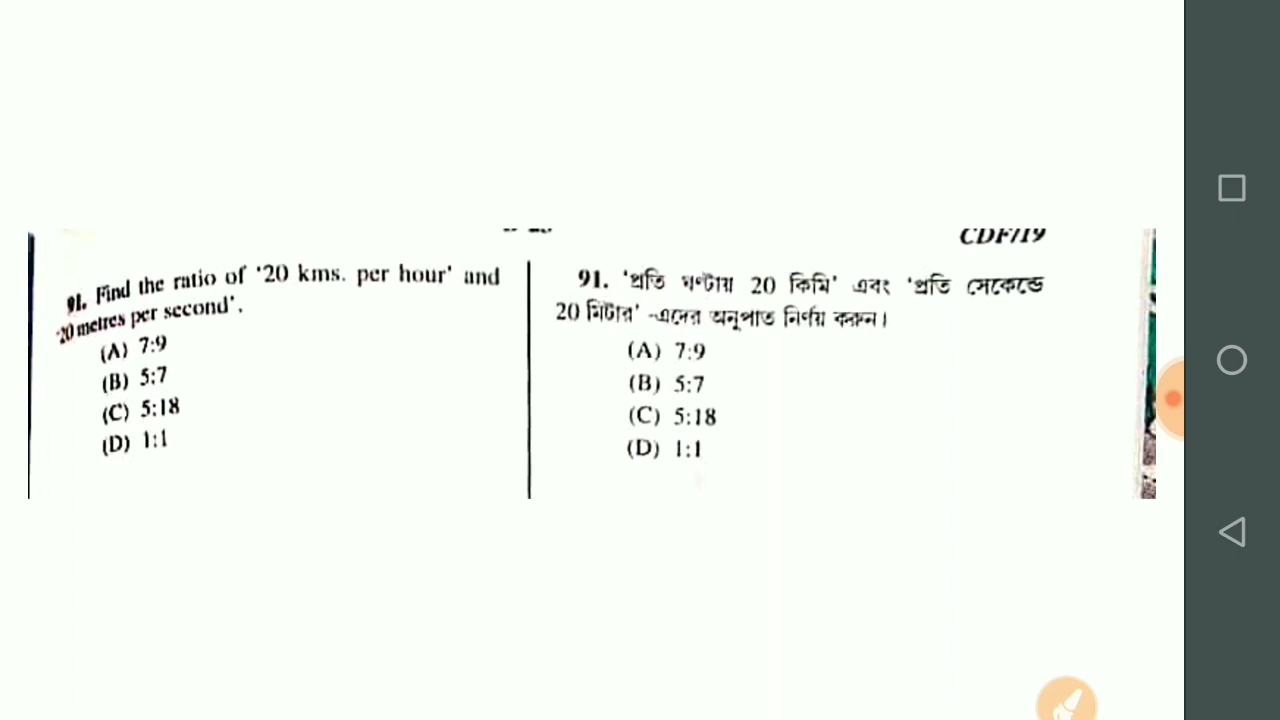 CDF/19
91. Find the ratio of '20 kms. per hour' and
'20 metres per second'.
(A) 7:9
(B) 5:7
(C) 5:18
(D) 1:1
91. 'প্রতি ঘণ্টায় 20 কিমি' এবং 'প্রতি সেকেন্ডে
20 মিটার' -এদের অনুপাত নির্ণয় করুন।
(A) 7:9
(B) 5:7
(C) 5:18
(D) 1:1